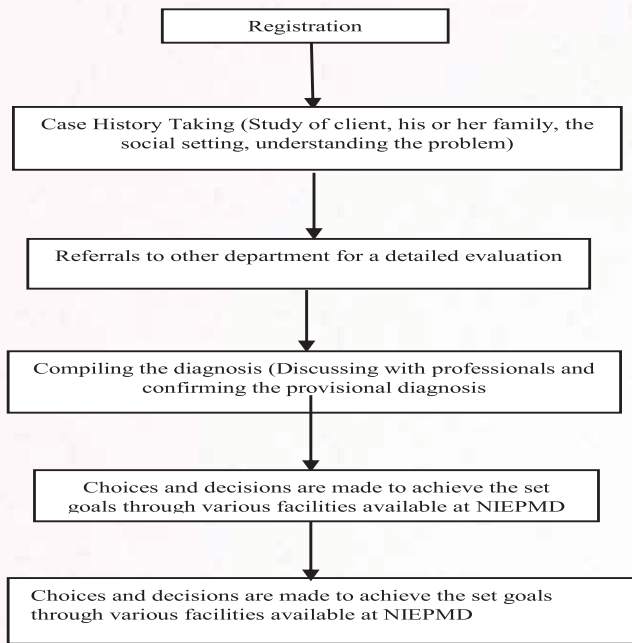 Registration
Case History Taking (Study of client, his or her family, the
social setting, understanding the problem)
Referrals to other department for a detailed evaluation
Compiling the diagnosis (Discussing with professionals and
confirming the provisional diagnosis
Choices and decisions are made to achieve the set
goals through various facilities available at NIEPMD
Choices and decisions are made to achieve the set goals
through various facilities available at NIEPMD